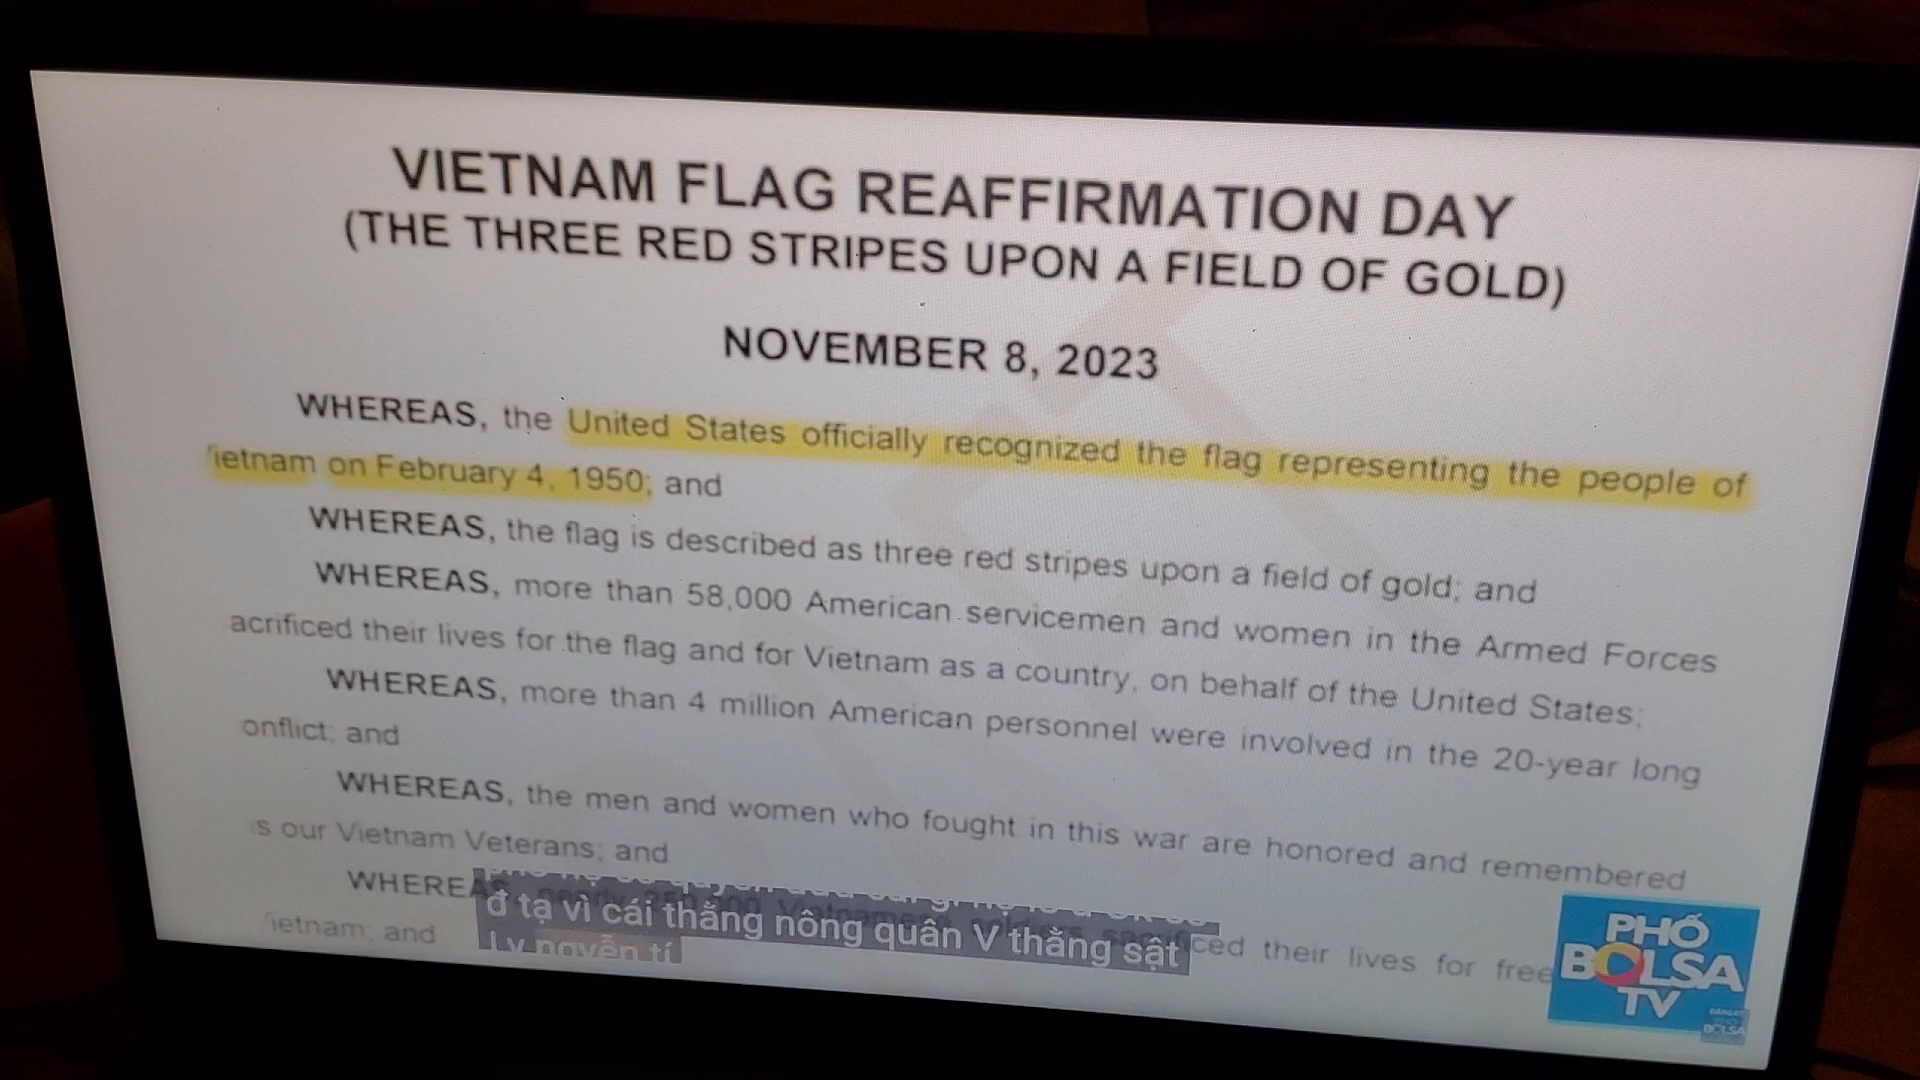 VIETNAM FLAG REAFFIRMATION DAY
(THE THREE RED STRIPES UPON A FIELD OF GOLD)
NOVEMBER 8, 2023
WHEREAS, the United States officially recognized the flag representing the people of
ietnam on February 4, 1950; and
WHEREAS, the flag is described as three red stripes upon a field of gold; and
WHEREAS, more than 58,000 American servicemen and women in the Armed Forces
acrificed their lives for the flag and for Vietnam as a country, on behalf of the United States;
WHEREAS, more than 4 million American personnel were involved in the 20-year long
onflict; and
WHEREAS, the men and women who fought in this war are honored and remembered
s our Vietnam Veterans; and
WHEREAS, Vietnamese ced their lives for free
ietnam; and
đ tạ vì cái thằng nông quân V thằng sật
PHỐ
BOLSA
TV
BOLSA